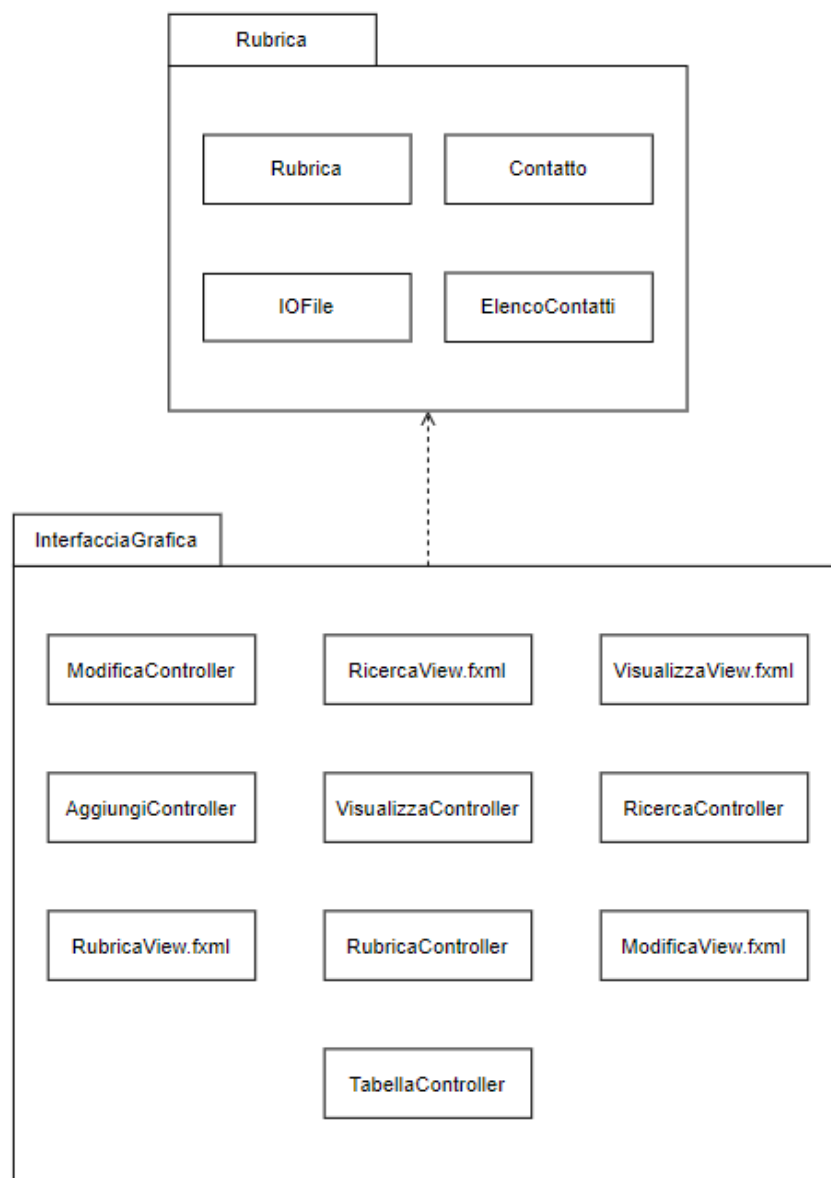 Rubrica
Rubrica
Contatto
IOFile
ElencoContatti
InterfacciaGrafica
ModificaController
RicercaView.fxml
VisualizzaView.fxml
AggiungiController
VisualizzaController
RicercaController
RubricaView.fxml
RubricaController
ModificaView.fxml
TabellaController